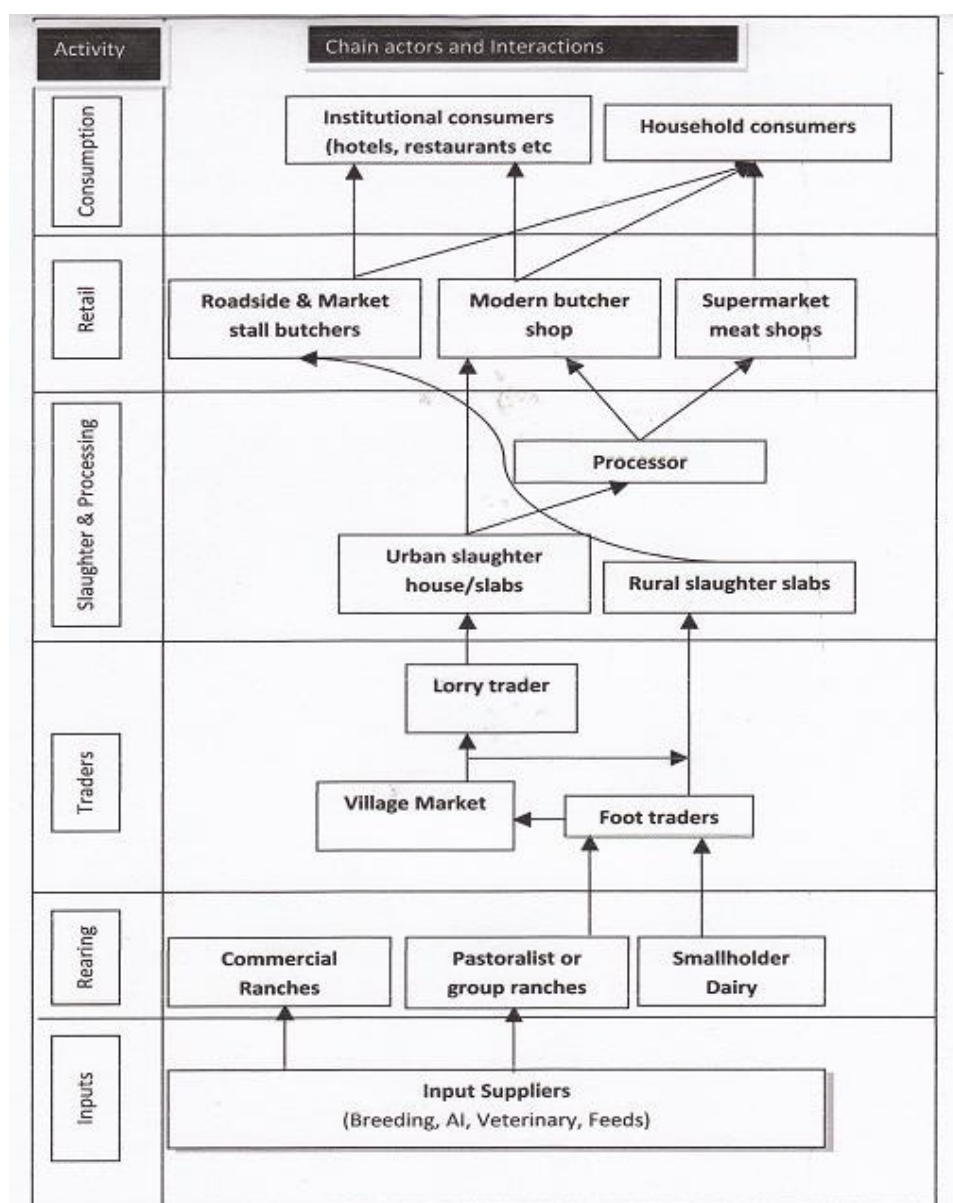 Activity
Chain actors and Interactions
Consumption
Institutional consumers
(hotels, restaurants etc
Household consumers
Retail
Roadside & Market
stall butchers
Modern butcher
shop
Supermarket
meat shops
Slaughter & Processing
Processor
Urban slaughter
house/slabs
Rural slaughter slabs
Traders
Lorry trader
Village Market
Foot traders
Rearing
Commercial
Ranches
Pastoralist or
group ranches
Smallholder
Dairy
Inputs
Input Suppliers
(Breeding, AI, Veterinary, Feeds)